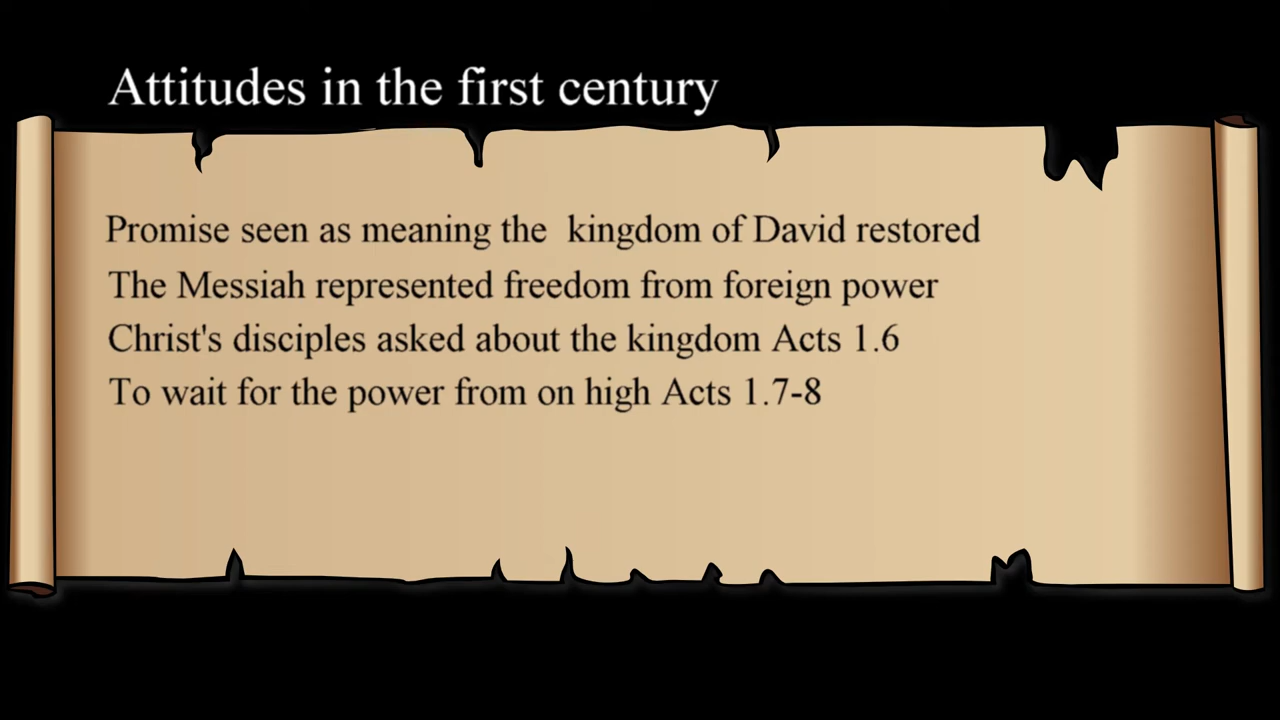 Attitudes in the first century
Promise seen as meaning the  kingdom of David restored
The Messiah represented freedom from foreign power
Christ's disciples asked about the kingdom Acts 1.6
To wait for the power from on high Acts 1.7-8